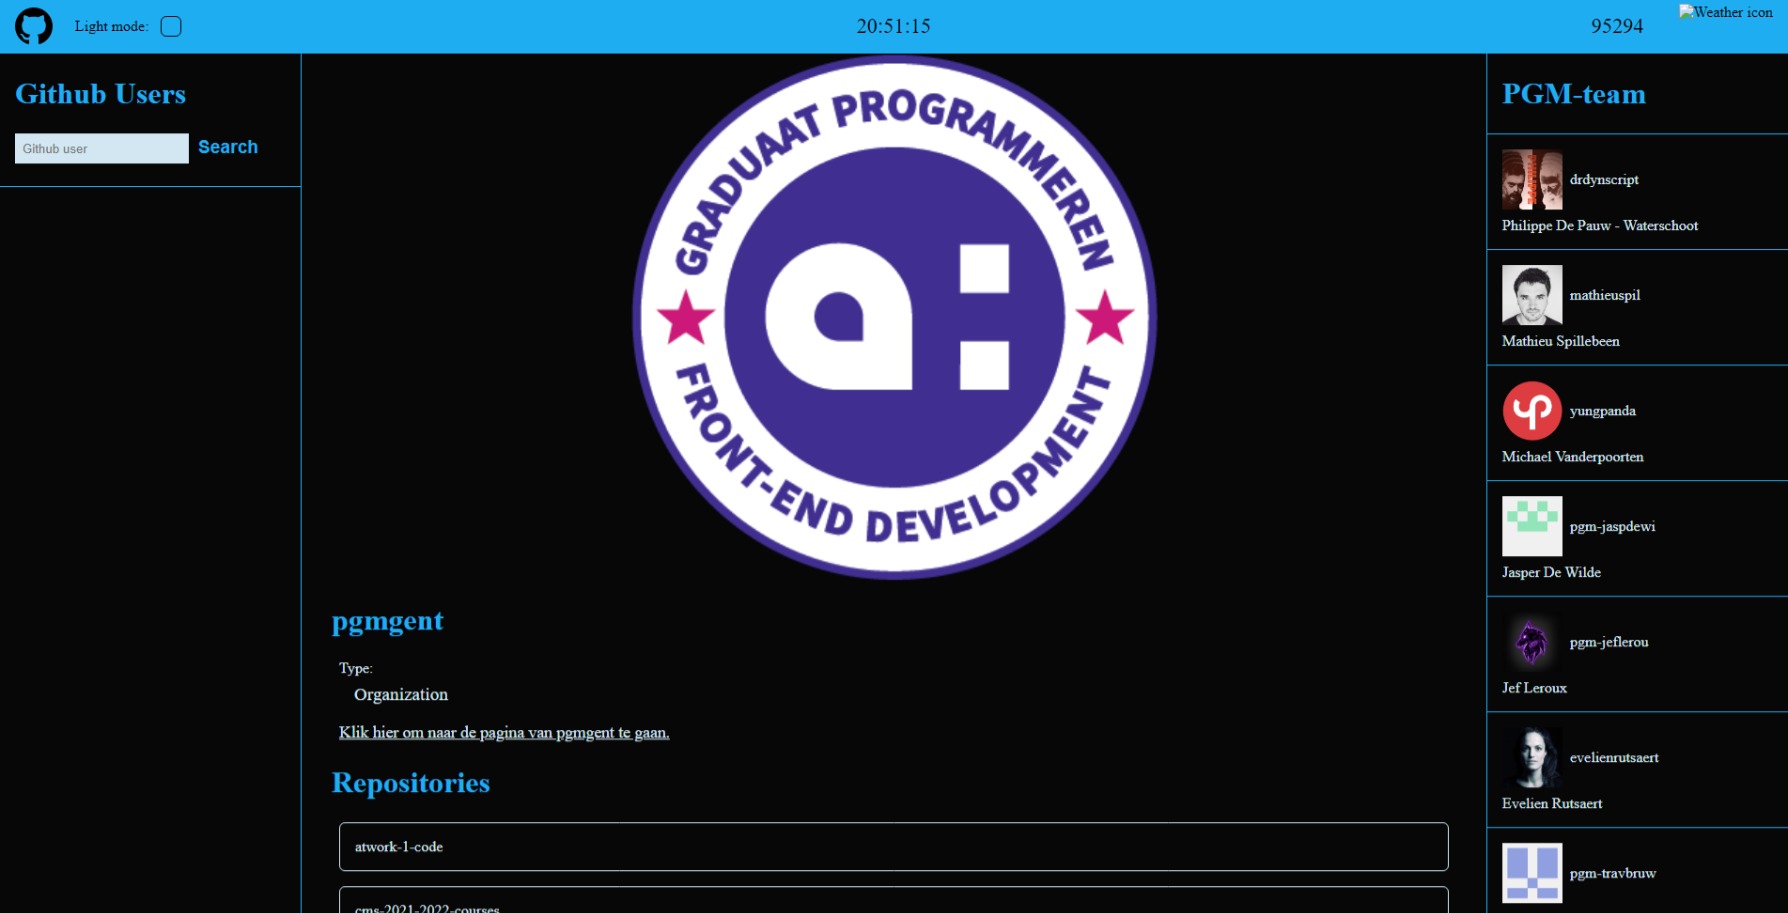 Light mode:
20:51:15
95294
Weather icon
Github Users
Github user
Search
GRADUAAT PROGRAMMEREN
a:
FRONT-END DEVELOPMENT
pgmgent
Type:
Organization
Klik hier om naar de pagina van pgmgent te gaan.
Repositories
atwork-1-code
cms-2021-2022-courses
PGM-team
drdynscript
Philippe De Pauw - Waterschoot
mathieuspil
Mathieu Spillebeen
yungpanda
Michael Vanderpoorten
pgm-jaspdewi
Jasper De Wilde
pgm-jeflerou
Jef Leroux
evelienrutsaert
Evelien Rutsaert
pgm-travbruw